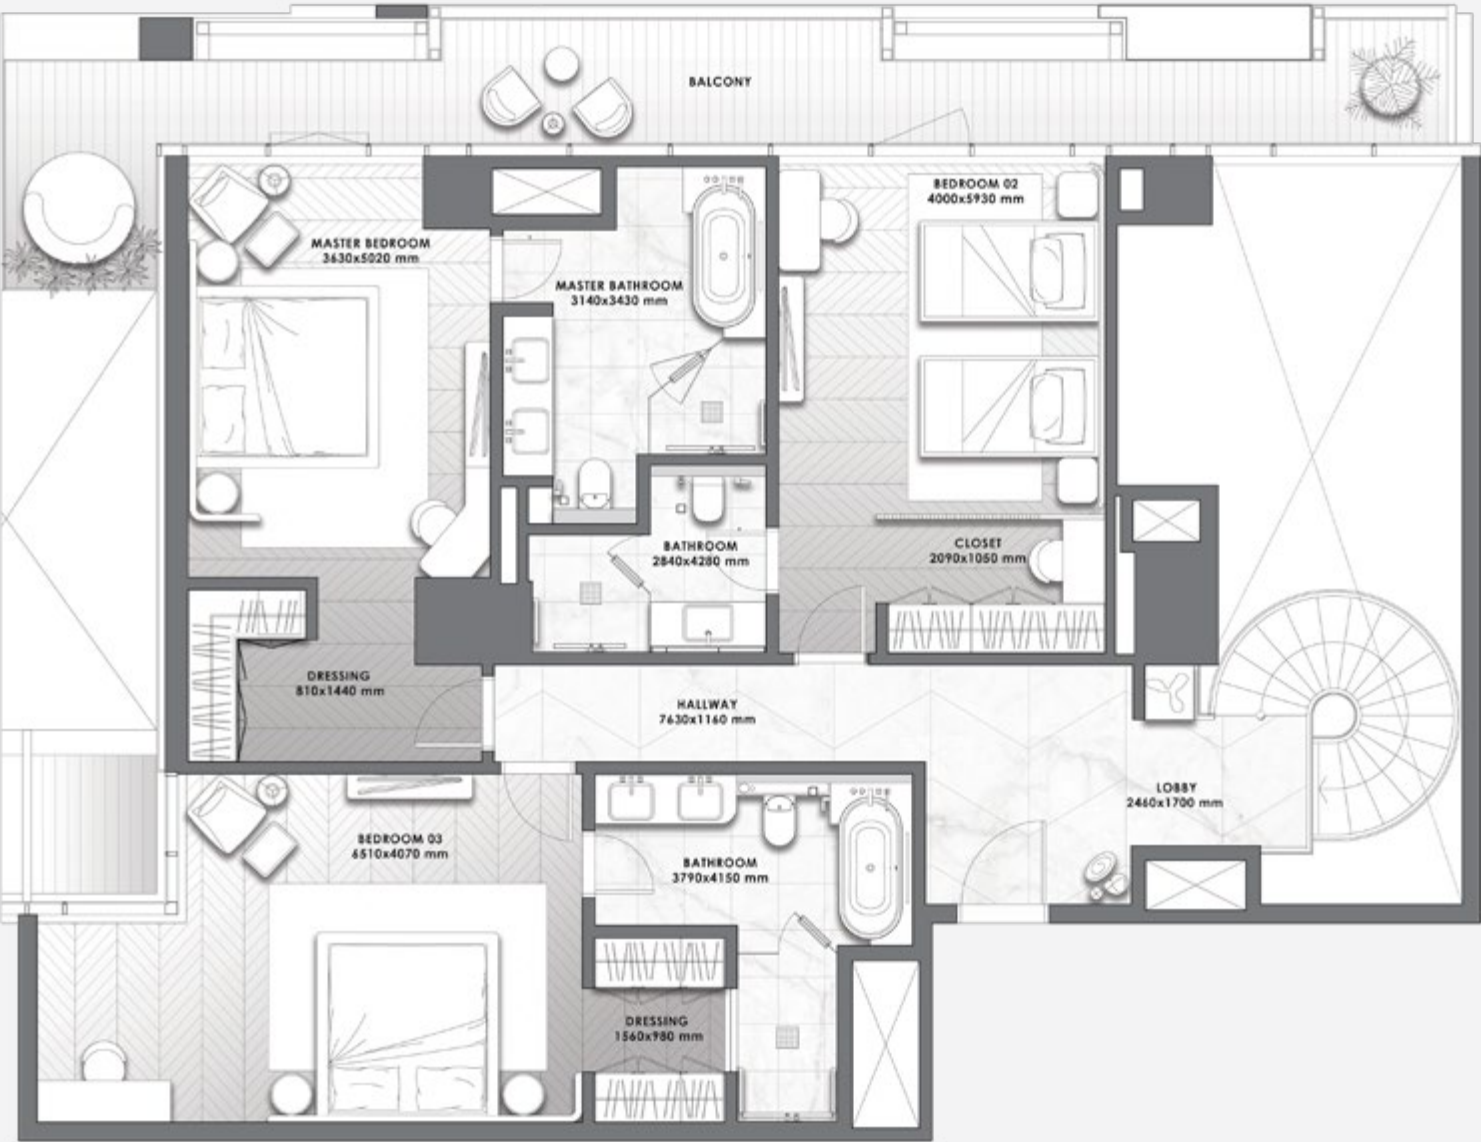 BALCONY
BEDROOM 02
4000x5930 mm
MASTER BEDROOM
3630x5020 mm
MASTER BATHROOM
3140x3430 mm
BATHROOM
2840x4280 mm
CLOSET
2090x1050 mm
DRESSING
810x1440 mm
HALLWAY
7630x1160 mm
LOBBY
2460x1700 mm
BEDROOM 03
6510x4070 mm
BATHROOM
3790x4150 mm
DRESSING
1560x980 mm